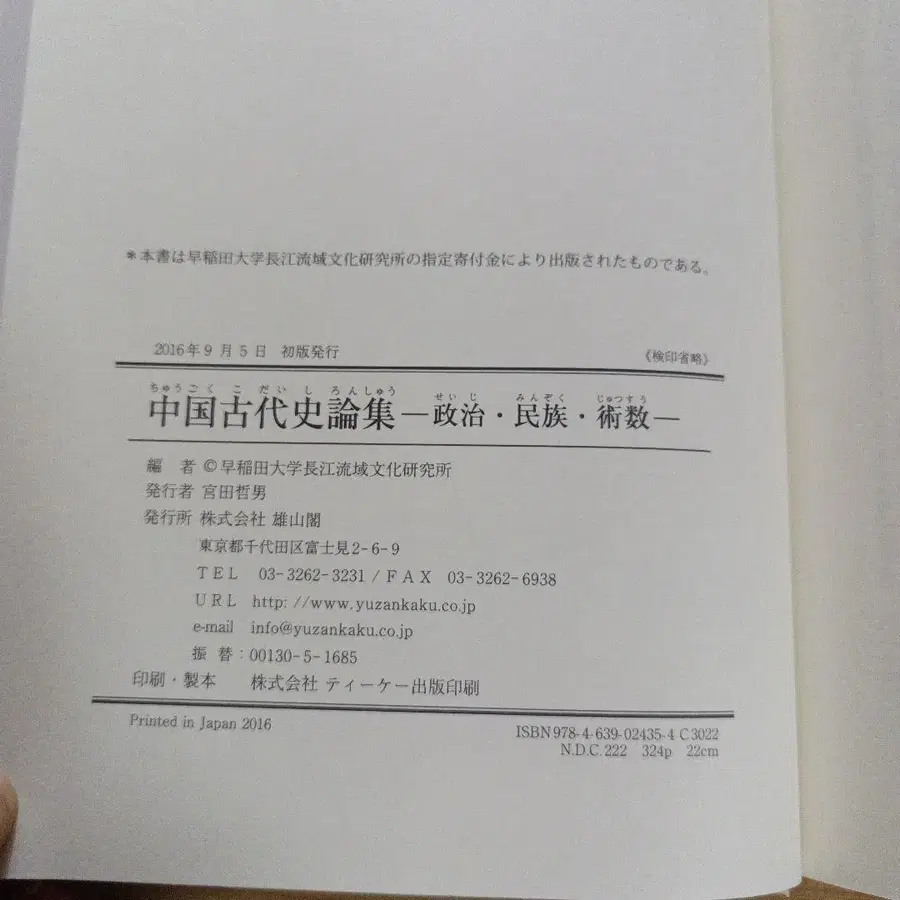 ＊本書は早稲田大学長江流域文化研究所の指定寄付金により出版されたものである。
2016年9月5日　初版発行　《検印省略》
ちゅうごくこだいしろんしゅう　せいじ　みんぞく　じゅつすう
中国古代史論集―政治・民族・術数―
編　者 ©早稲田大学長江流域文化研究所
発行者 宮田哲男
発行所 株式会社 雄山閣
東京都千代田区富士見2-6-9
TEL　03-3262-3231 / FAX　03-3262-6938
URL　http://www.yuzankaku.co.jp
e-mail　info@yuzankaku.co.jp
振 替：00130-5-1685
印刷・製本　株式会社 ティーケー出版印刷
Printed in Japan 2016
ISBN978-4-639-02435-4 C3022
N.D.C. 222　324p　22cm